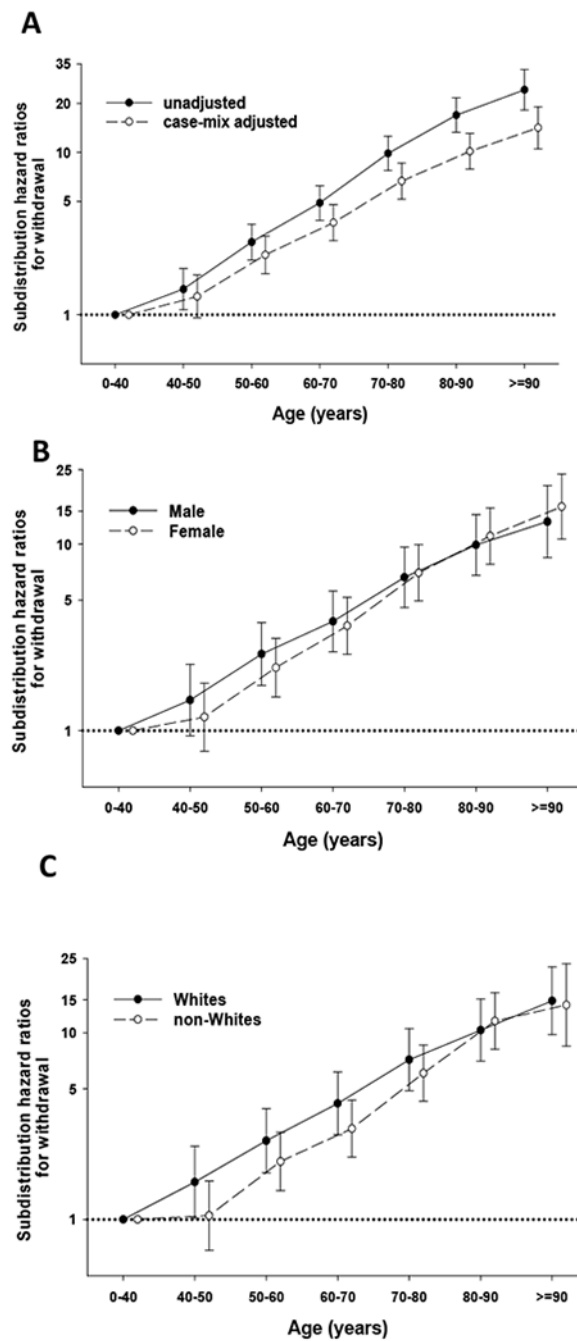 A
35
20
10
5
1
unadjusted
case-mix adjusted
Subdistribution hazard ratios
for withdrawal
0-40 40-50 50-60 60-70 70-80 80-90 >=90
Age (years)
B
25
15
10
5
1
Male
Female
Subdistribution hazard ratios
for withdrawal
0-40 40-50 50-60 60-70 70-80 80-90 >=90
Age (years)
C
25
15
10
5
1
Whites
non-Whites
Subdistribution hazard ratios
for withdrawal
0-40 40-50 50-60 60-70 70-80 80-90 >=90
Age (years)